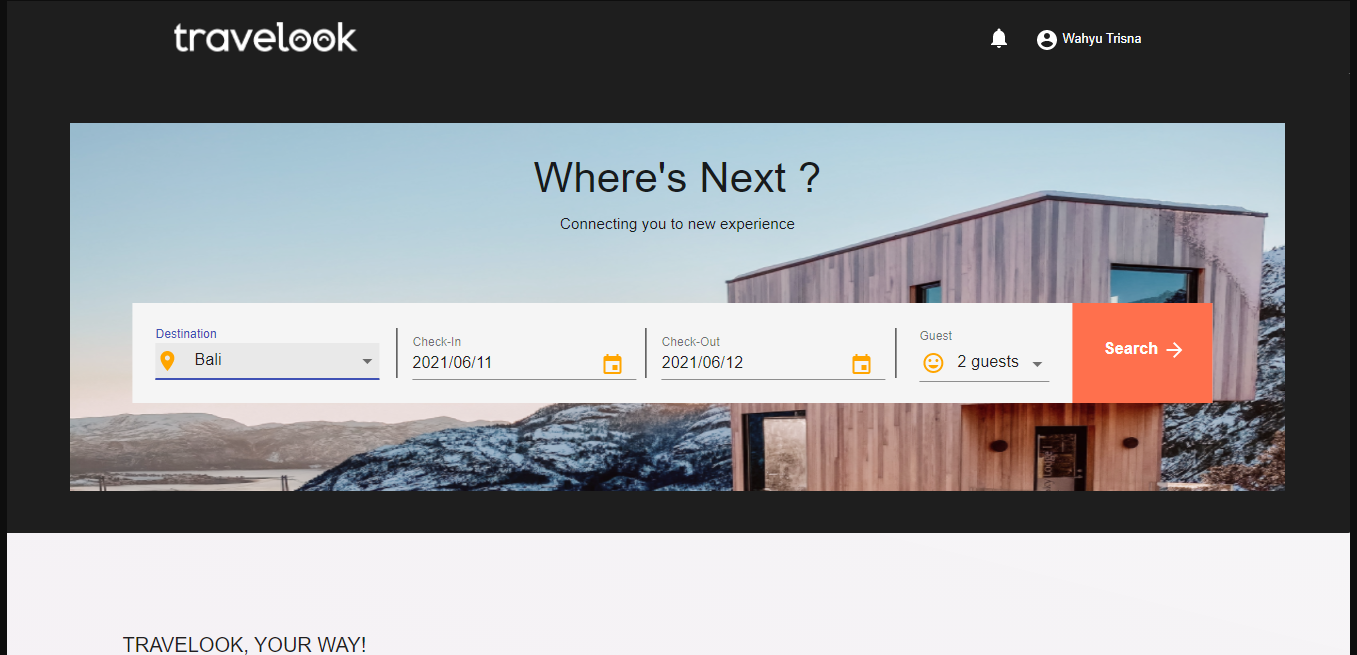 travelook
Wahyu Trisna
Where's Next ?
Connecting you to new experience
Destination
Bali
Check-In
2021/06/11
Check-Out
2021/06/12
Guest
2 guests
Search
TRAVELOOK, YOUR WAY!